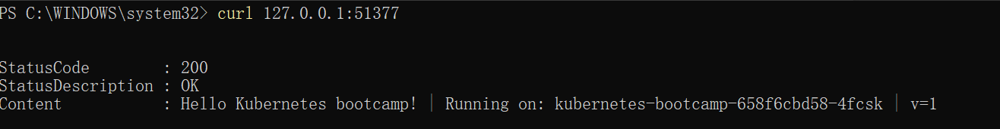 PS C:\WINDOWS\system32> curl 127.0.0.1:51377
StatusCode        : 200
StatusDescription : OK
Content           : Hello Kubernetes bootcamp! | Running on: kubernetes-bootcamp-658f6cbd58-4fcsk | v=1